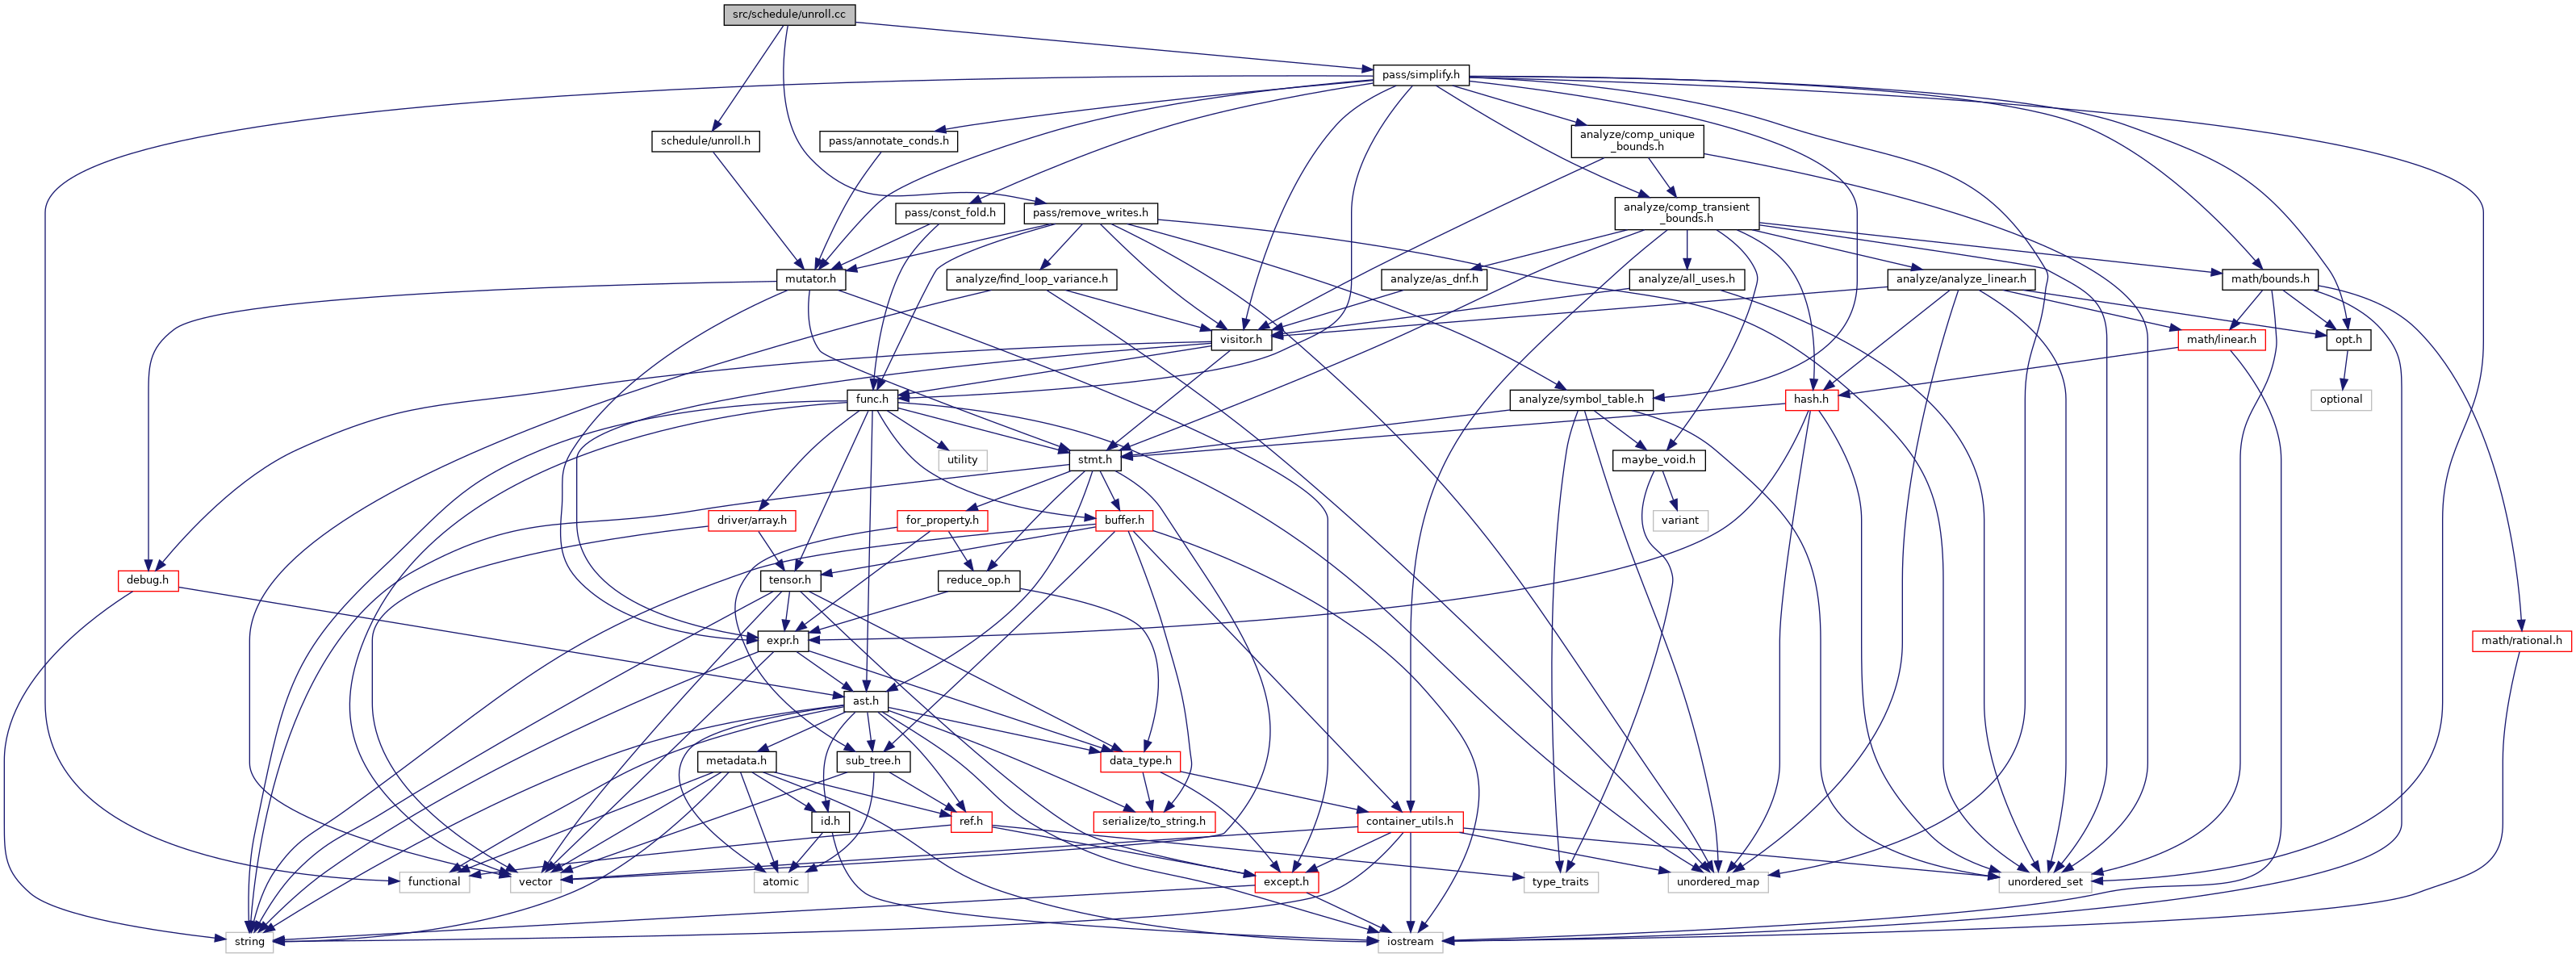 src/schedule/unroll.cc
pass/simplify.h
schedule/unroll.h
pass/annotate_conds.h
analyze/comp_unique
_bounds.h
pass/const_fold.h
pass/remove_writes.h
analyze/comp_transient
_bounds.h
mutator.h
analyze/find_loop_variance.h
analyze/as_dnf.h
analyze/all_uses.h
analyze/analyze_linear.h
math/bounds.h
visitor.h
math/linear.h
opt.h
func.h
analyze/symbol_table.h
hash.h
optional
utility
stmt.h
maybe_void.h
driver/array.h
for_property.h
buffer.h
variant
debug.h
tensor.h
reduce_op.h
expr.h
math/rational.h
ast.h
metadata.h
sub_tree.h
data_type.h
id.h
ref.h
serialize/to_string.h
container_utils.h
functional
vector
atomic
except.h
type_traits
unordered_map
unordered_set
string
iostream